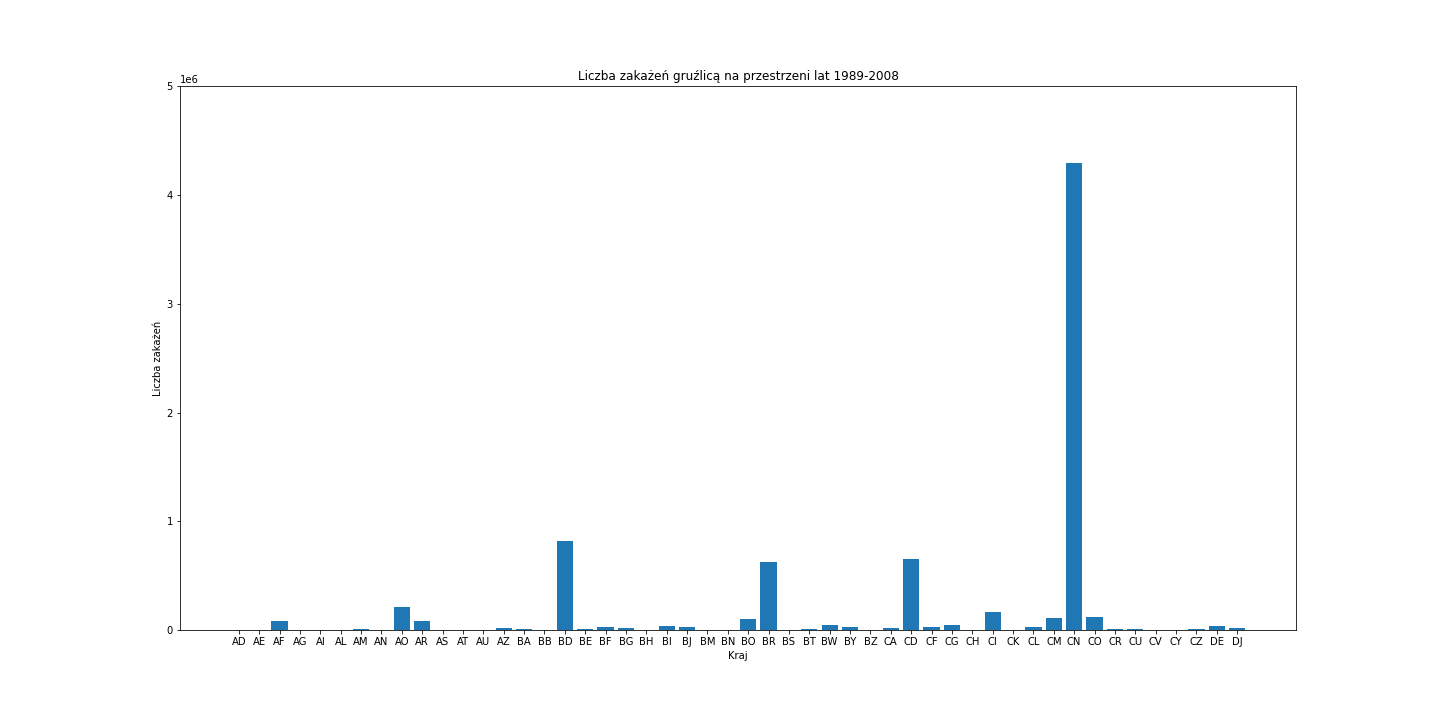 Liczba zakażeń gruźlicą na przestrzeni lat 1989-2008
1e6
5
4
3
2
1
0
Liczba zakażeń
AD AE AF AG AI AL AM AN AO AR AS AT AU AZ BA BB BD BE BF BG BH BI BJ BM BN BO BR BS BT BW BY BZ CA CD CF CG CH CI CK CL CM CN CO CR CU CV CY CZ DE DJ
Kraj